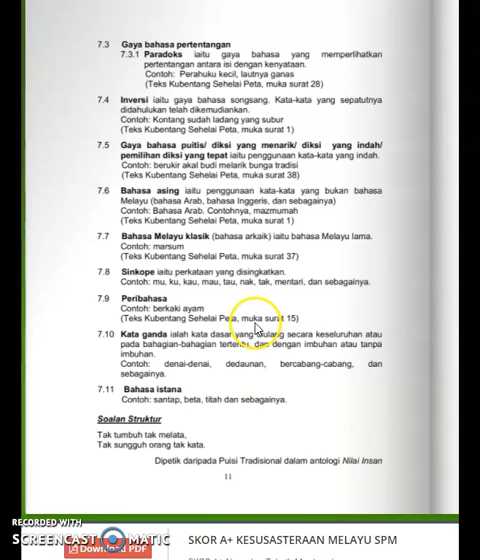 7.3 Gaya bahasa pertentangan
7.3.1 Paradoks iaitu gaya bahasa yang memperlihatkan
pertentangan antara isi dengan kenyataan.
Contoh: Perahuku kecil, lautnya ganas
(Teks Kubentang Sehelai Peta, muka surat 28)
7.4 Inversi iaitu gaya bahasa songsang. Kata-kata yang sepatutnya
didahulukan telah dikemudiankan.
Contoh: Kontang sudah ladang yang subur
(Teks Kubentang Sehelai Peta, muka surat 1)
7.5 Gaya bahasa puitis/ diksi yang menarik/ diksi yang indah/
pemilihan diksi yang tepat iaitu penggunaan kata-kata yang indah.
Contoh: berukir akal budi melarik bunga tradisi
(Teks Kubentang Sehelai Peta, muka surat 38)
7.6 Bahasa asing iaitu penggunaan kata-kata yang bukan bahasa
Melayu (bahasa Arab, bahasa Inggeris, dan sebagainya)
Contoh: Bahasa Arab. Contohnya, mazmumah
(Teks Kubentang Sehelai Peta, muka surat 1)
7.7 Bahasa Melayu klasik (bahasa arkaik) iaitu bahasa Melayu lama.
Contoh: marsum
(Teks Kubentang Sehelai Peta, muka surat 37)
7.8 Sinkope iaitu perkataan yang disingkatkan.
Contoh: mu, ku, kau, mau, tau, nak, tak, mentari, dan sebagainya.
7.9 Peribahasa
Contoh: berkaki ayam
(Teks Kubentang Sehelai Peta, muka surat 15)
7.10 Kata ganda ialah kata dasar yang diulang secara keseluruhan atau
pada bahagian-bahagian tertentu, dan dengan imbuhan atau tanpa
imbuhan.
Contoh: denai-denai, dedaunan, bercabang-cabang, dan
sebagainya.
7.11 Bahasa istana
Contoh: santap, beta, titah dan sebagainya.
Soalan Struktur
Tak tumbuh tak melata,
Tak sungguh orang tak kata.
Dipetik daripada Puisi Tradisional dalam antologi Nilai Insan
11
RECORDED WITH
SCREENCAST MATIC
Download PDF
SKOR A+ KESUSASTERAAN MELAYU SPM